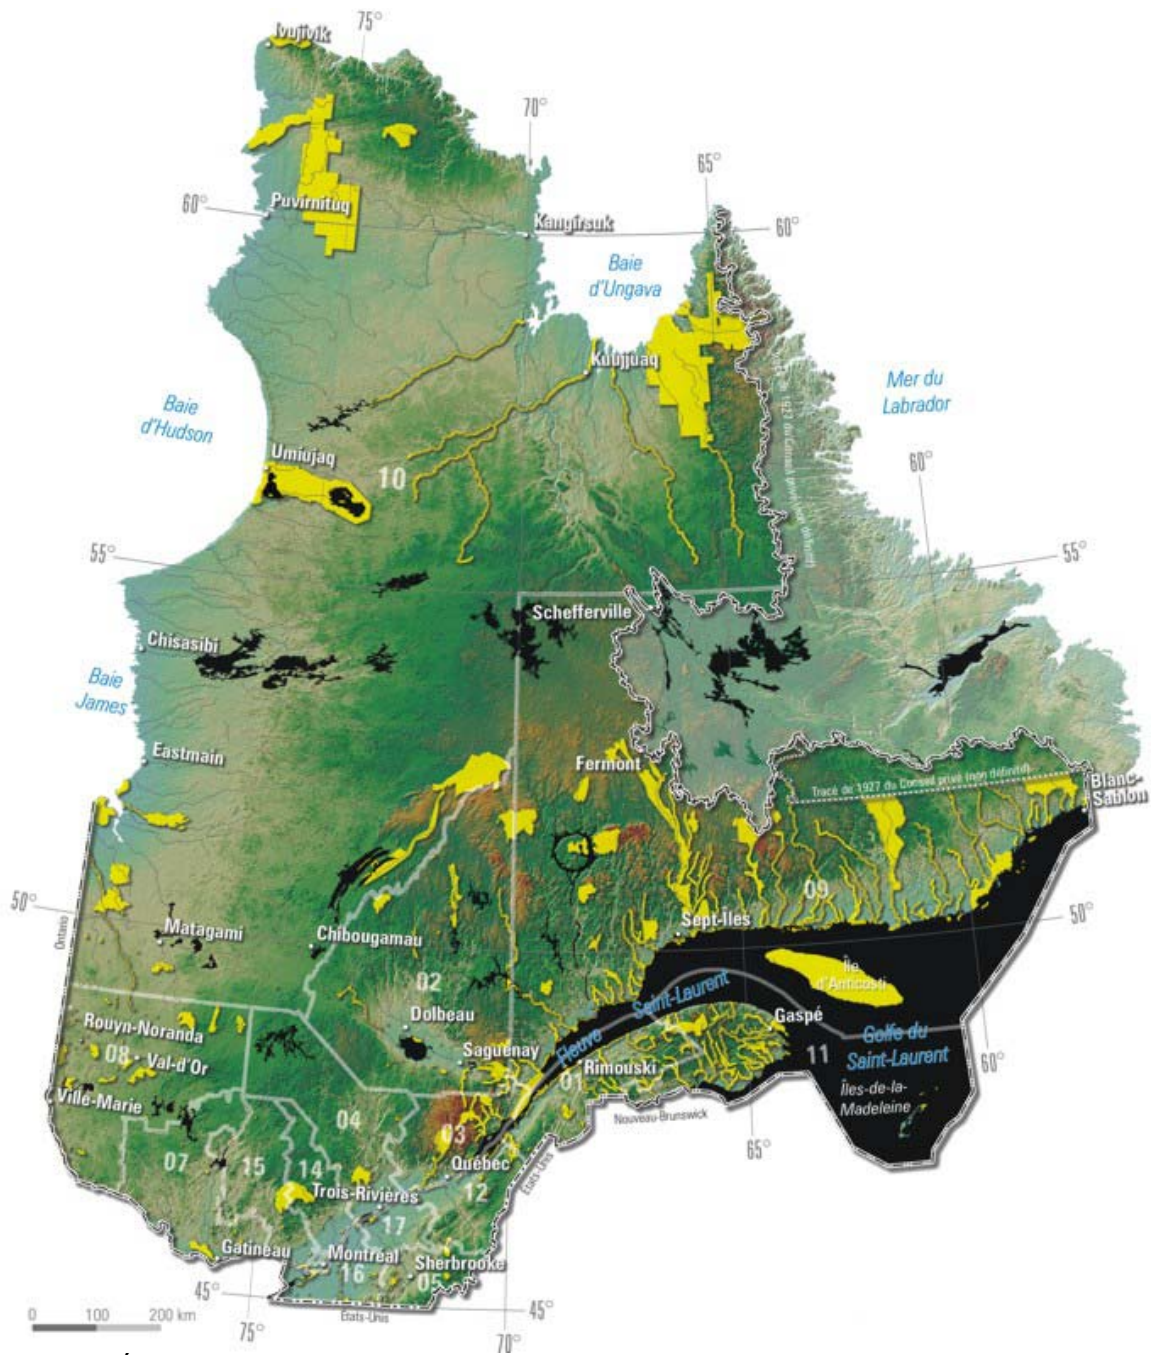 75°
Ivujivik
70°
65°
60°
Puvirnituq
Kangirsuk
60°
Baie
d'Ungava
Kuujjuaq
Mer du
Labrador
Baie
d'Hudson
Umiujaq
10
60°
55°
55°
Schefferville
Chisasibi
Baie
James
Eastmain
Fermont
Tracé de 1927 du Conseil privé (non définitif)
Blanc-
Sablon
09
50°
Ontario
Matagami
Chibougamau
Sept-Îles
50°
02
Île
d'Anticosti
Dolbeau
Fleuve Saint-Laurent
Gaspé
Rouyn-Noranda
08
Val-d'Or
Saguenay
Rimouski
01
11
Golfe du
Saint-Laurent
60°
Ville-Marie
Îles-de-la-
Madeleine
04
03
Nouveau-Brunswick
65°
07
15
14
Québec
États-Unis
Trois-Rivières
12
17
Gatineau
Montréal
Sherbrooke
16
05
45°
45°
0 100 200 km
États-Unis
75°
70°